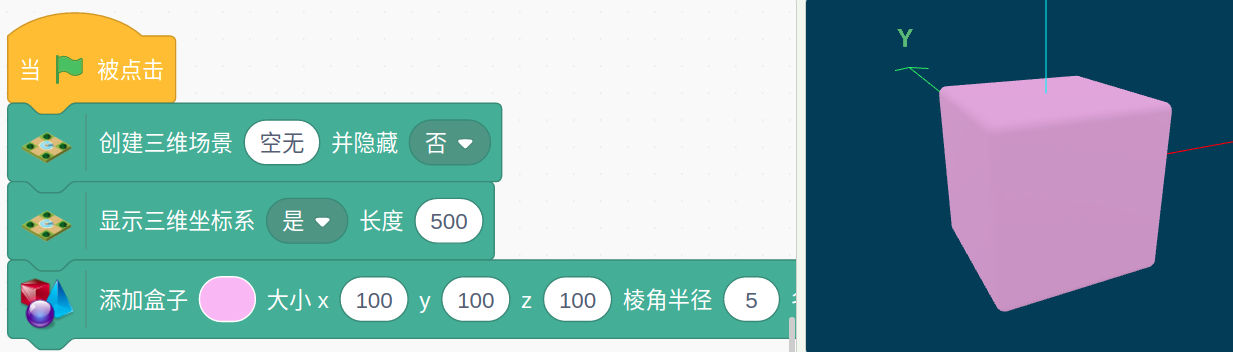 当 被点击
Y
创建三维场景 空无 并隐藏 否
显示三维坐标系 是 长度 500
添加盒子 大小 x 100 y 100 z 100 棱角半径 5